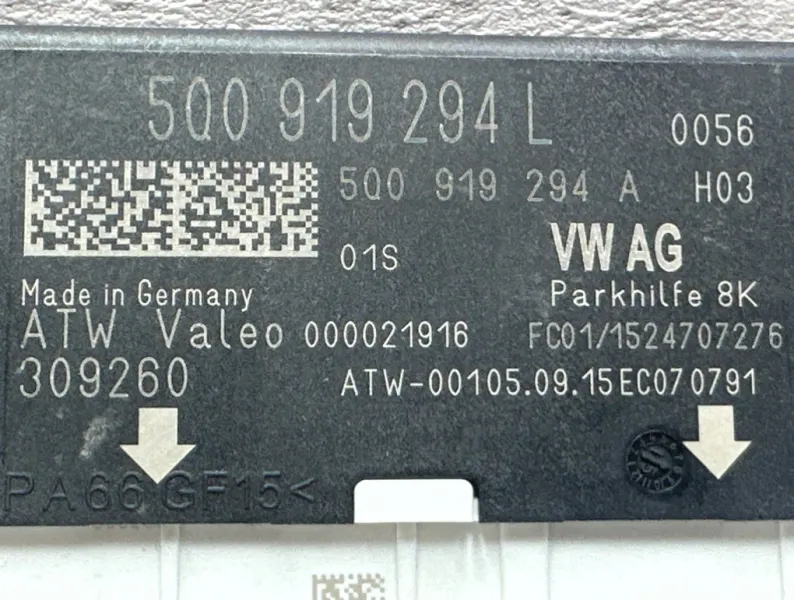 5Q0 919 294 L 0056
5Q0 919 294 A H03
01S VW AG
Made in Germany Parkhilfe 8K
ATW Valeo 000021916 FC01/1524707276
309260 ATW-00105.09.15EC070791
PA66 GF15<